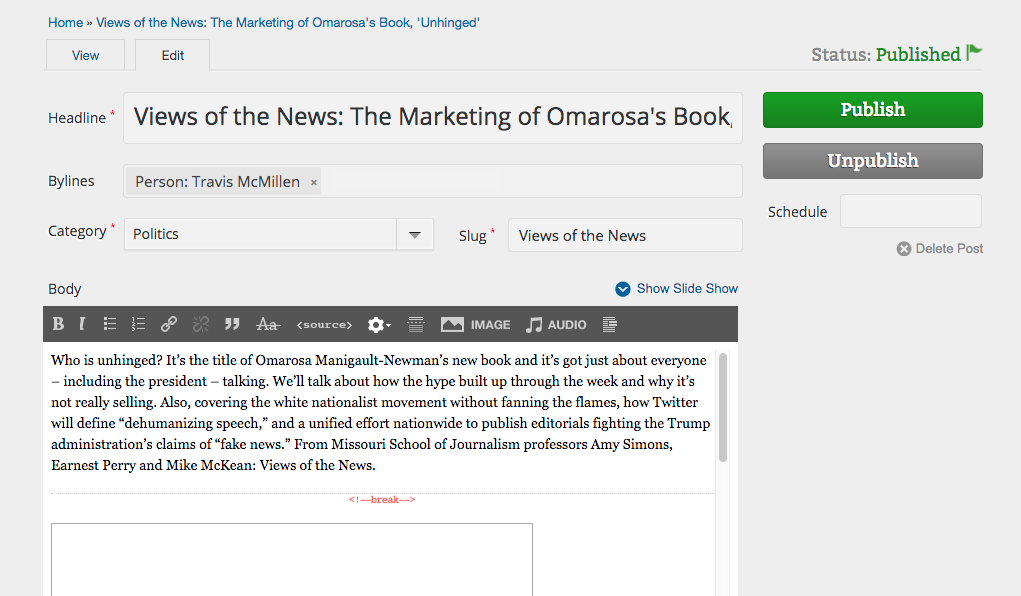 Home » Views of the News: The Marketing of Omarosa's Book, 'Unhinged'
View
Edit
Status: Published
Headline *
Views of the News: The Marketing of Omarosa's Book,
Publish
Unpublish
Bylines
Person: Travis McMillen ×
Schedule
Category *
Politics
Slug *
Views of the News
Delete Post
Body
Show Slide Show
B I <source> IMAGE AUDIO
Who is unhinged? It’s the title of Omarosa Manigault-Newman’s new book and it’s got just about everyone
– including the president – talking. We’ll talk about how the hype built up through the week and why it’s
not really selling. Also, covering the white nationalist movement without fanning the flames, how Twitter
will define “dehumanizing speech,” and a unified effort nationwide to publish editorials fighting the Trump
administration’s claims of “fake news.” From Missouri School of Journalism professors Amy Simons,
Earnest Perry and Mike McKean: Views of the News.
<!--break-->